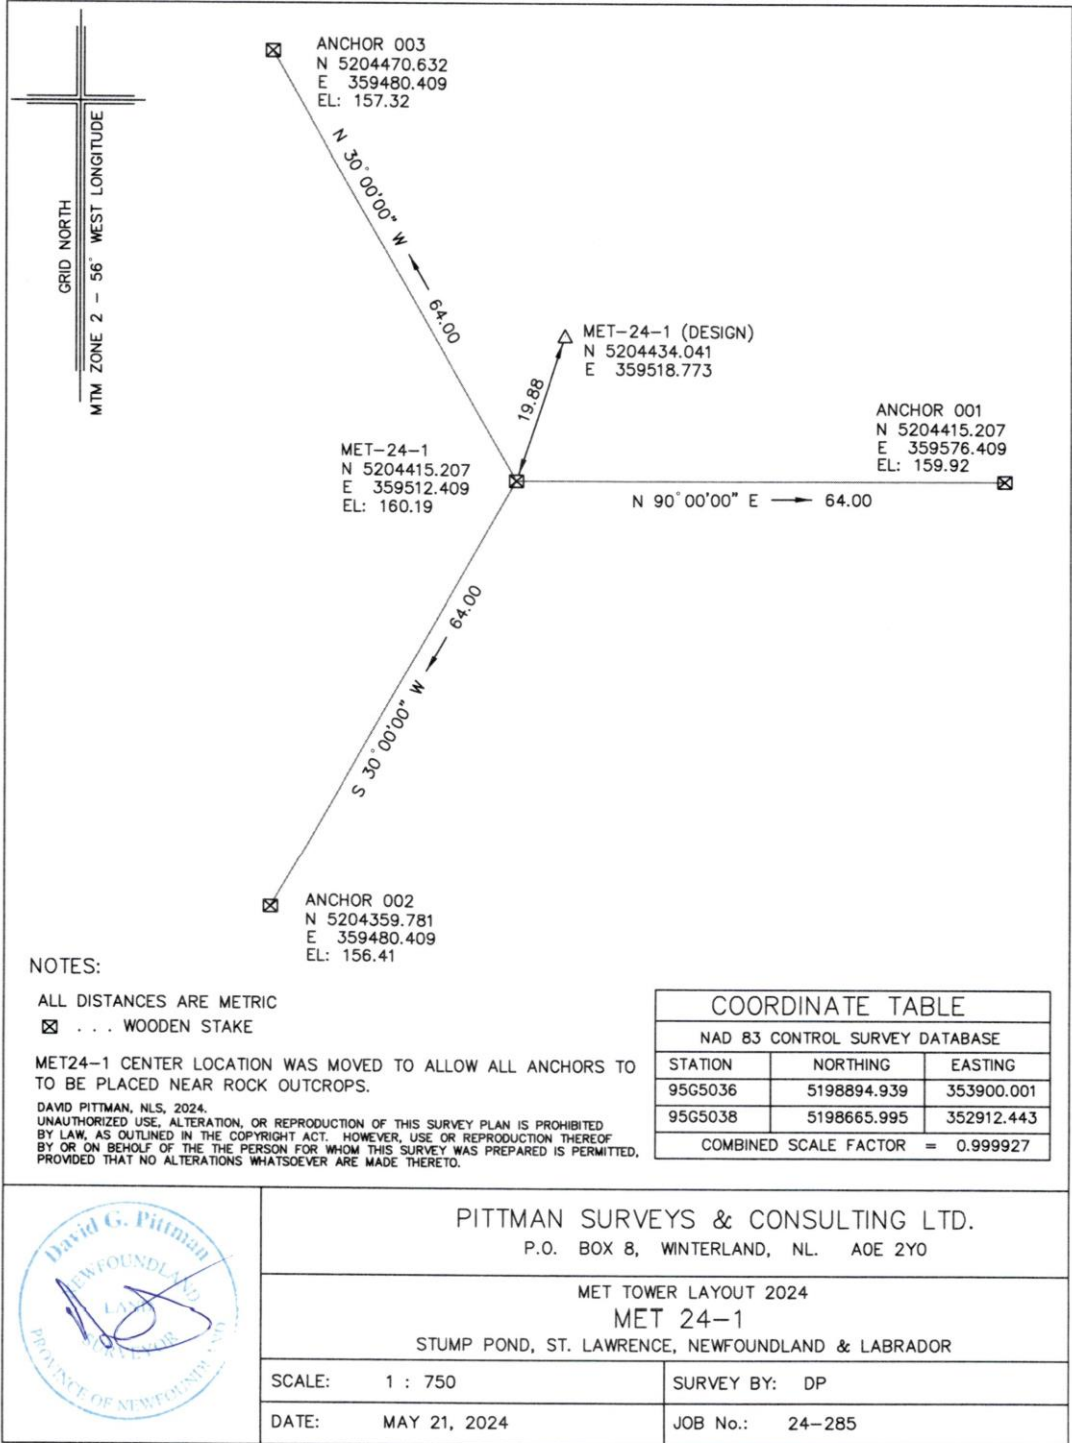 ANCHOR 003
N 5204470.632
E 359480.409
EL: 157.32
GRID NORTH
MTM ZONE 2 – 56° WEST LONGITUDE
N 30°00'00" W
64.00
MET–24–1 (DESIGN)
N 5204434.041
E 359518.773
19.88
ANCHOR 001
N 5204415.207
E 359576.409
EL: 159.92
MET–24–1
N 5204415.207
E 359512.409
EL: 160.19
N 90°00'00" E 64.00
S 30°00'00" W
64.00
ANCHOR 002
N 5204359.781
E 359480.409
EL: 156.41
NOTES:
ALL DISTANCES ARE METRIC
. . . WOODEN STAKE
MET24–1 CENTER LOCATION WAS MOVED TO ALLOW ALL ANCHORS TO
TO BE PLACED NEAR ROCK OUTCROPS.
DAVID PITTMAN, NLS, 2024.
UNAUTHORIZED USE, ALTERATION, OR REPRODUCTION OF THIS SURVEY PLAN IS PROHIBITED
BY LAW, AS OUTLINED IN THE COPYRIGHT ACT. HOWEVER, USE OR REPRODUCTION THEREOF
BY OR ON BEHOLF OF THE THE PERSON FOR WHOM THIS SURVEY WAS PREPARED IS PERMITTED,
PROVIDED THAT NO ALTERATIONS WHATSOEVER ARE MADE THERETO.
COORDINATE TABLE
NAD 83 CONTROL SURVEY DATABASE
STATION NORTHING EASTING
95G5036 5198894.939 353900.001
95G5038 5198665.995 352912.443
COMBINED SCALE FACTOR = 0.999927
David G. Pittman
NEWFOUNDLAND
LAND
SURVEYOR
PROVINCE OF NEWFOUNDLAND
PITTMAN SURVEYS & CONSULTING LTD.
P.O. BOX 8, WINTERLAND, NL. A0E 2Y0
MET TOWER LAYOUT 2024
MET 24–1
STUMP POND, ST. LAWRENCE, NEWFOUNDLAND & LABRADOR
SCALE: 1 : 750
SURVEY BY: DP
DATE: MAY 21, 2024
JOB No.: 24–285